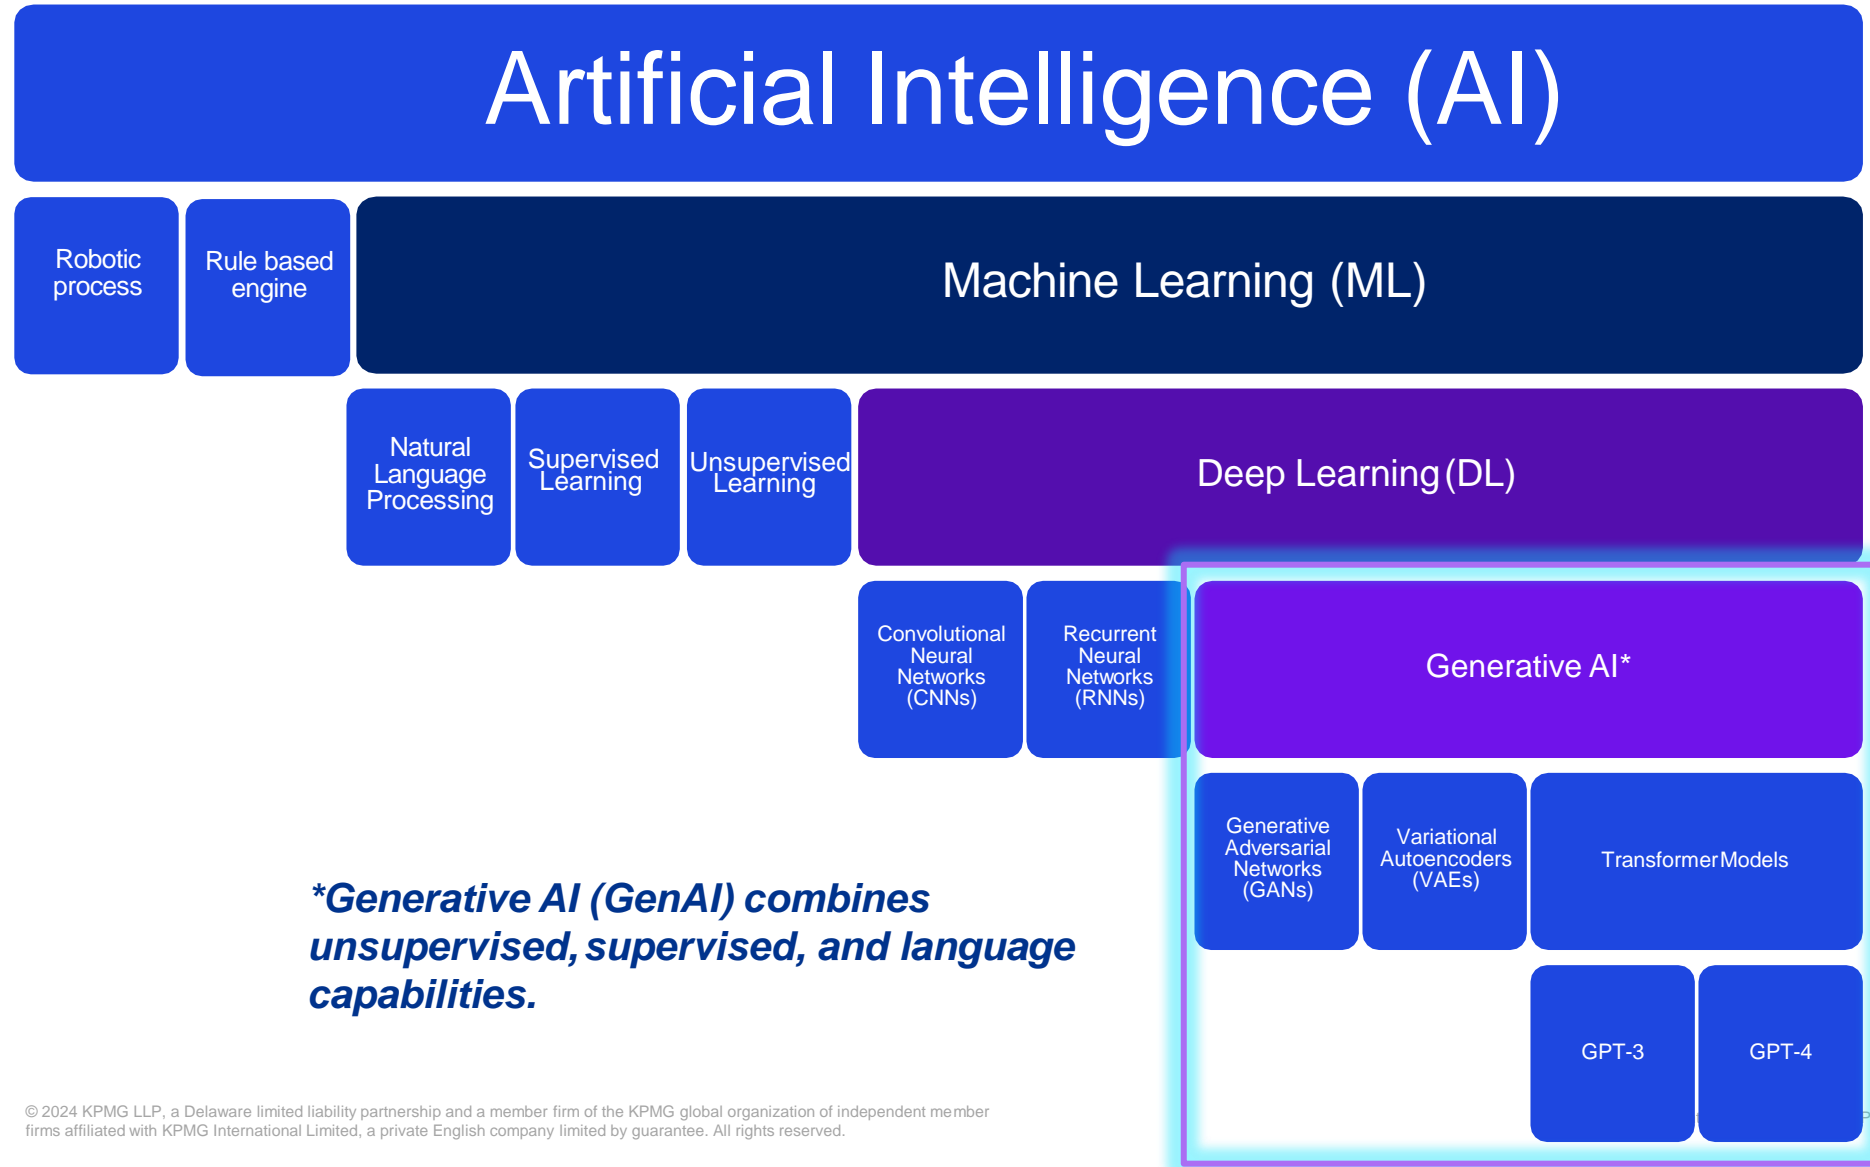 Artificial Intelligence (AI)
Robotic
process
Rule based
engine
Machine Learning (ML)
Natural
Language
Processing
Supervised
Learning
Unsupervised
Learning
Deep Learning (DL)
Convolutional
Neural
Networks
(CNNs)
Recurrent
Neural
Networks
(RNNs)
Generative AI*
Generative
Adversarial
Networks
(GANs)
Variational
Autoencoders
(VAEs)
Transformer Models
*Generative AI (GenAI) combines
unsupervised, supervised, and language
capabilities.
GPT-3
GPT-4
© 2024 KPMG LLP, a Delaware limited liability partnership and a member firm of the KPMG global organization of independent member
firms affiliated with KPMG International Limited, a private English company limited by guarantee. All rights reserved.